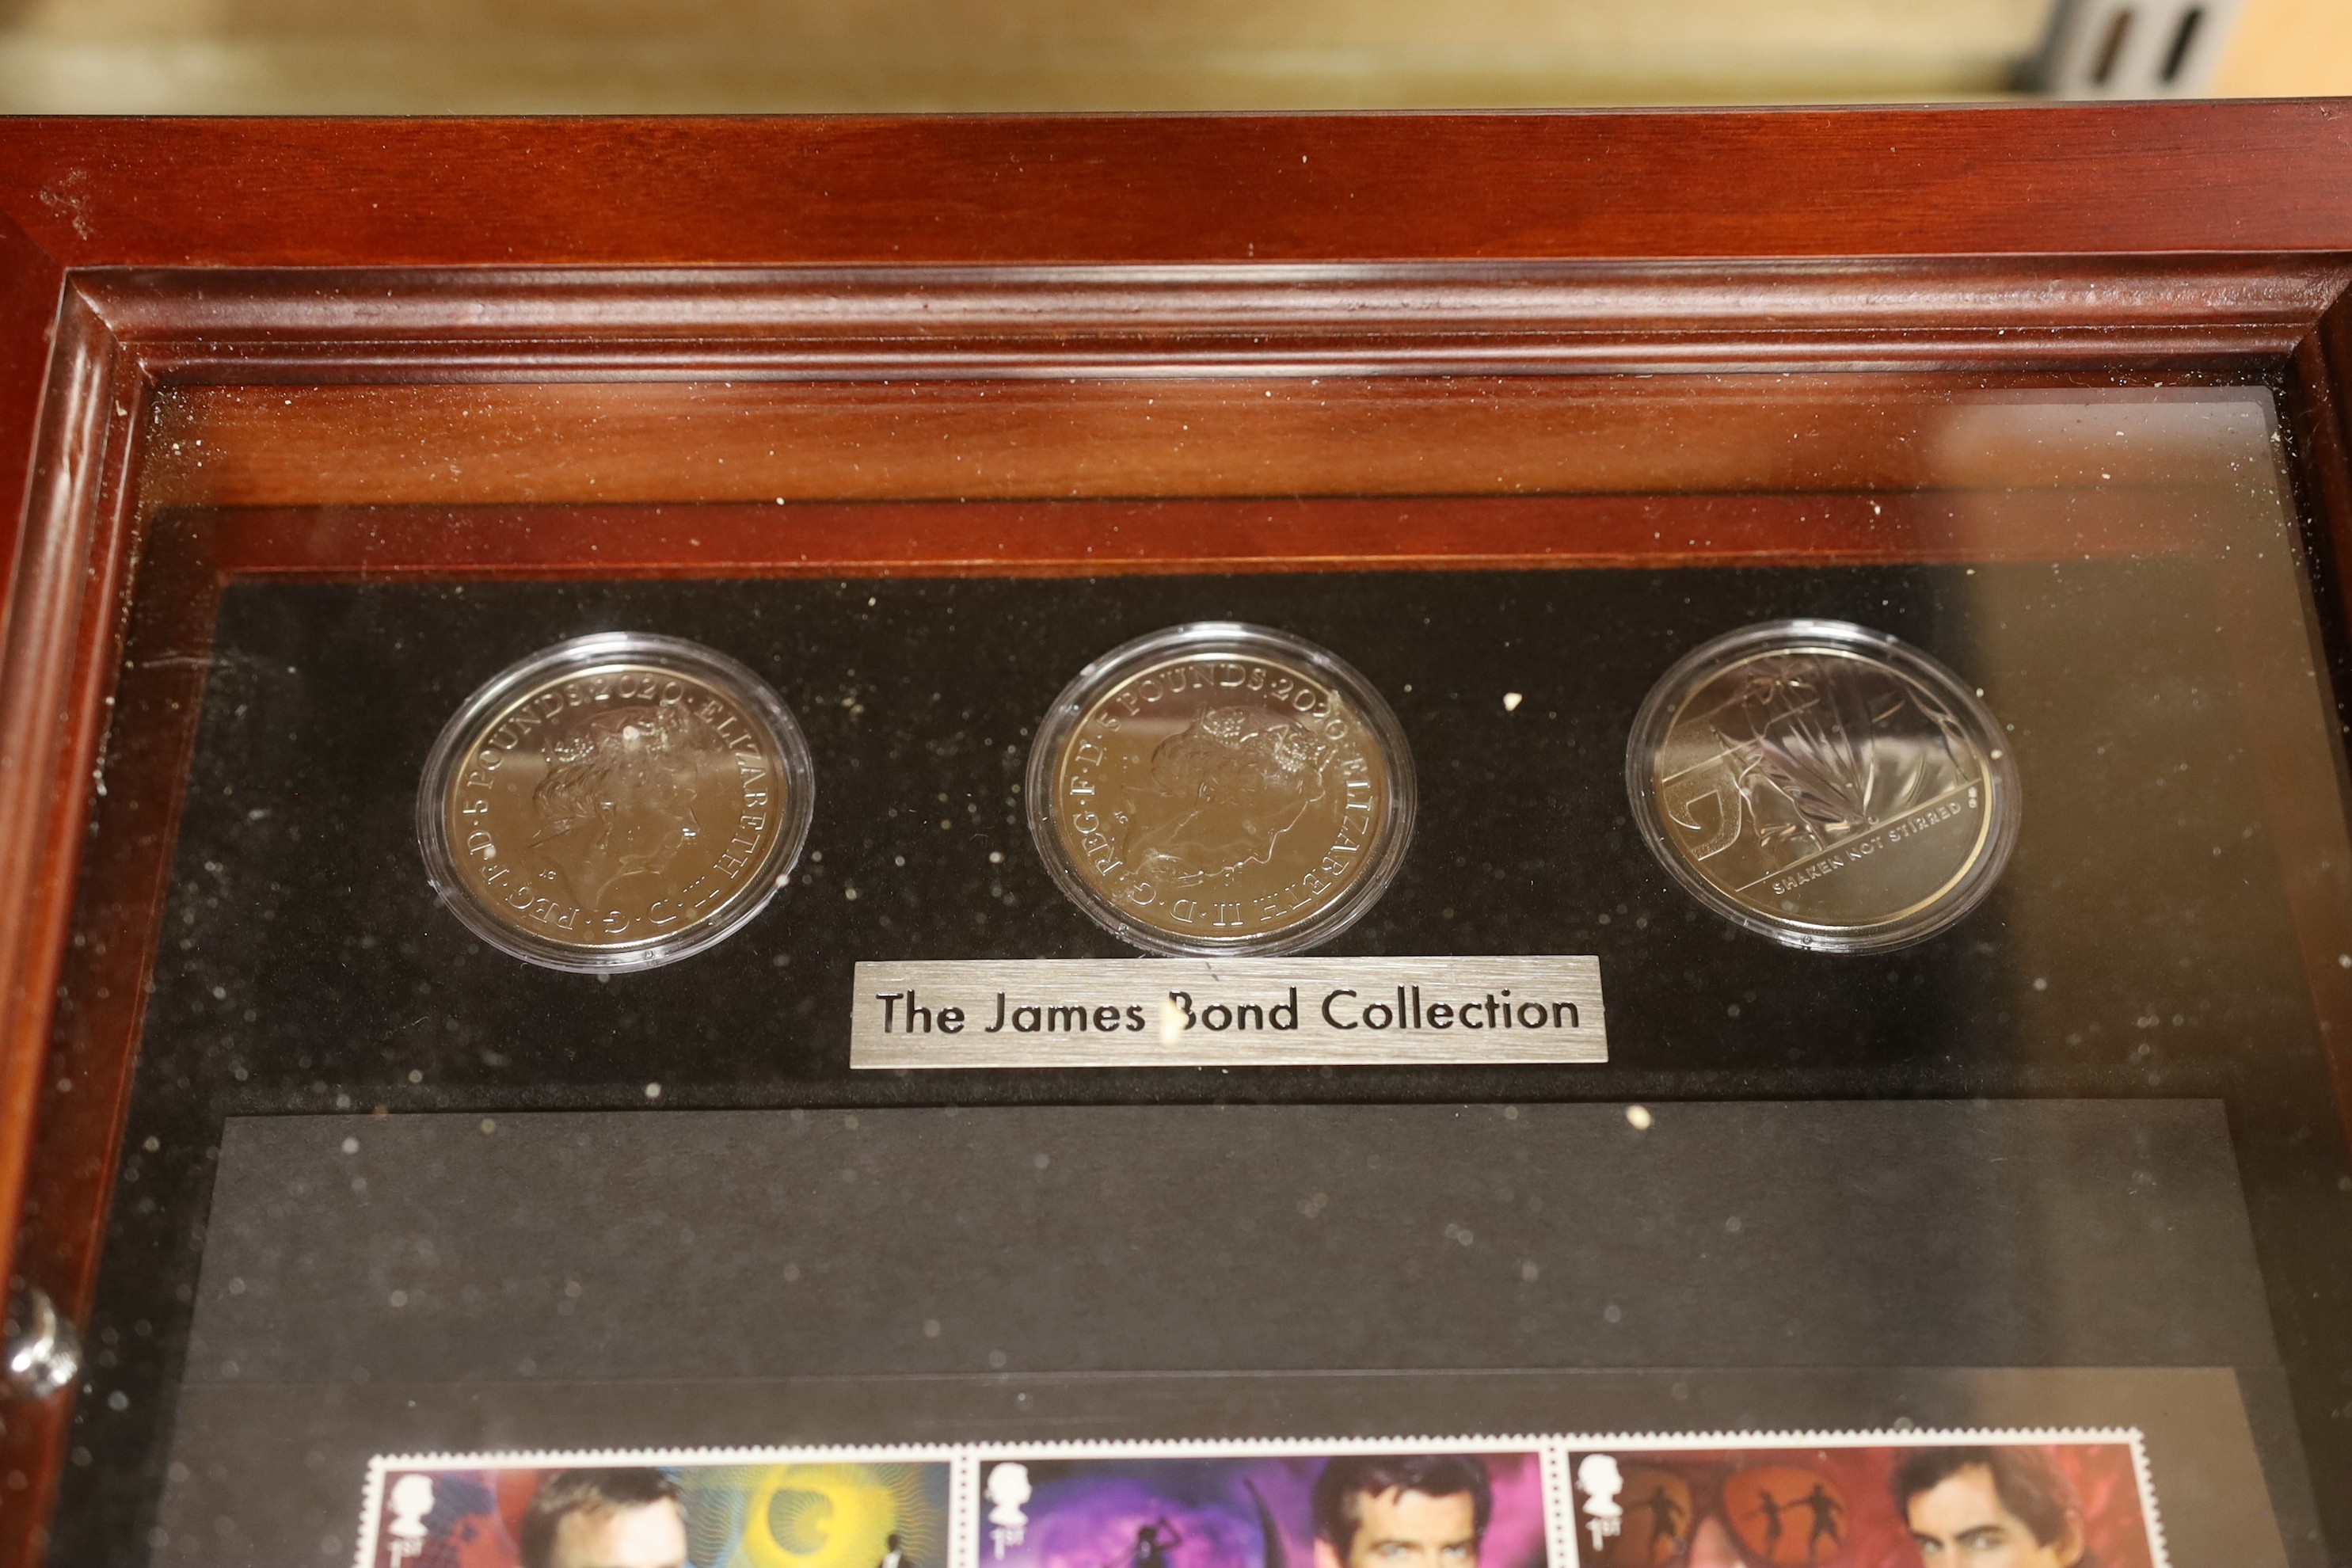 ELIZABETH II · D · G · REG · F · D · 5 POUNDS · 2020 ·
ELIZABETH II · D · G · REG · F · D · 5 POUNDS · 2020 ·
SHAKEN NOT STIRRED
The James Bond Collection
1ST
1ST
1ST